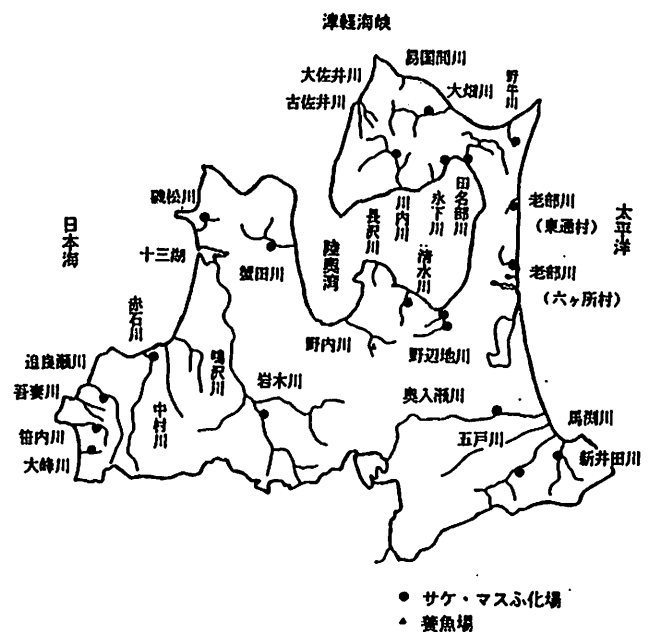 津軽海峡
易国間川
大佐井川
大畑川
野牛川
古佐井川
磯松川
長沢川
川内川
永下川
田名部川
老部川
(東通村)
太平洋
日本海
十三湖
蟹田川
陸奥湾
清水川
老部川
(六ヶ所村)
赤石川
野内川
野辺地川
追良瀬川
鳴沢川
岩木川
吾妻川
中村川
奥入瀬川
馬渕川
笹内川
五戸川
新井田川
大峰川
● サケ・マスふ化場
▲ 養魚場